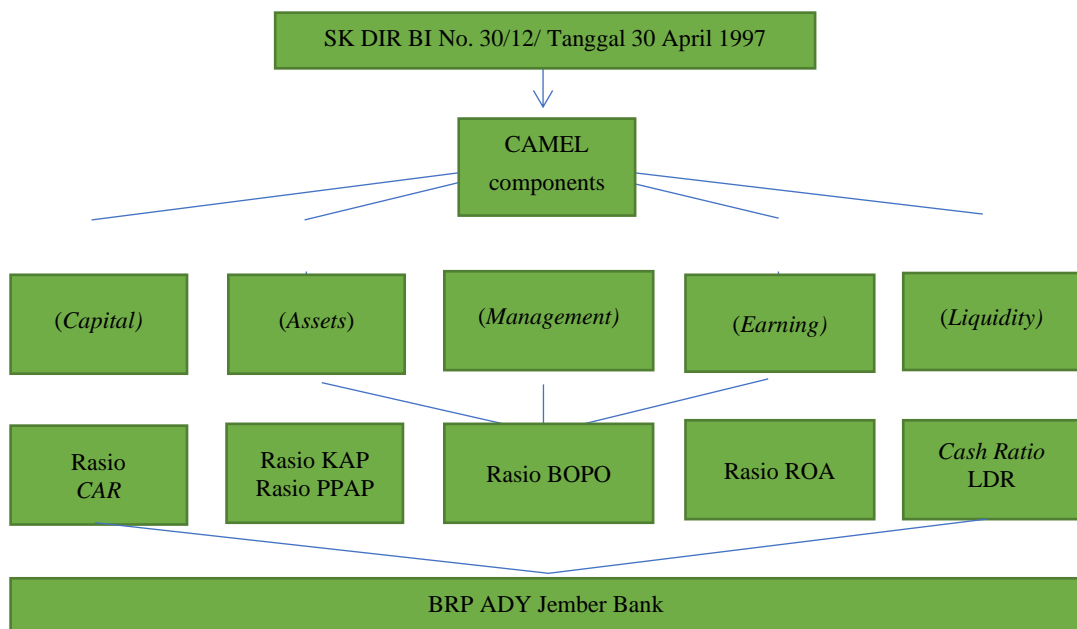 SK DIR BI No. 30/12/ Tanggal 30 April 1997
CAMEL
components
(Capital)
(Assets)
(Management)
(Earning)
(Liquidity)
Rasio
CAR
Rasio KAP
Rasio PPAP
Rasio BOPO
Rasio ROA
Cash Ratio
LDR
BRP ADY Jember Bank